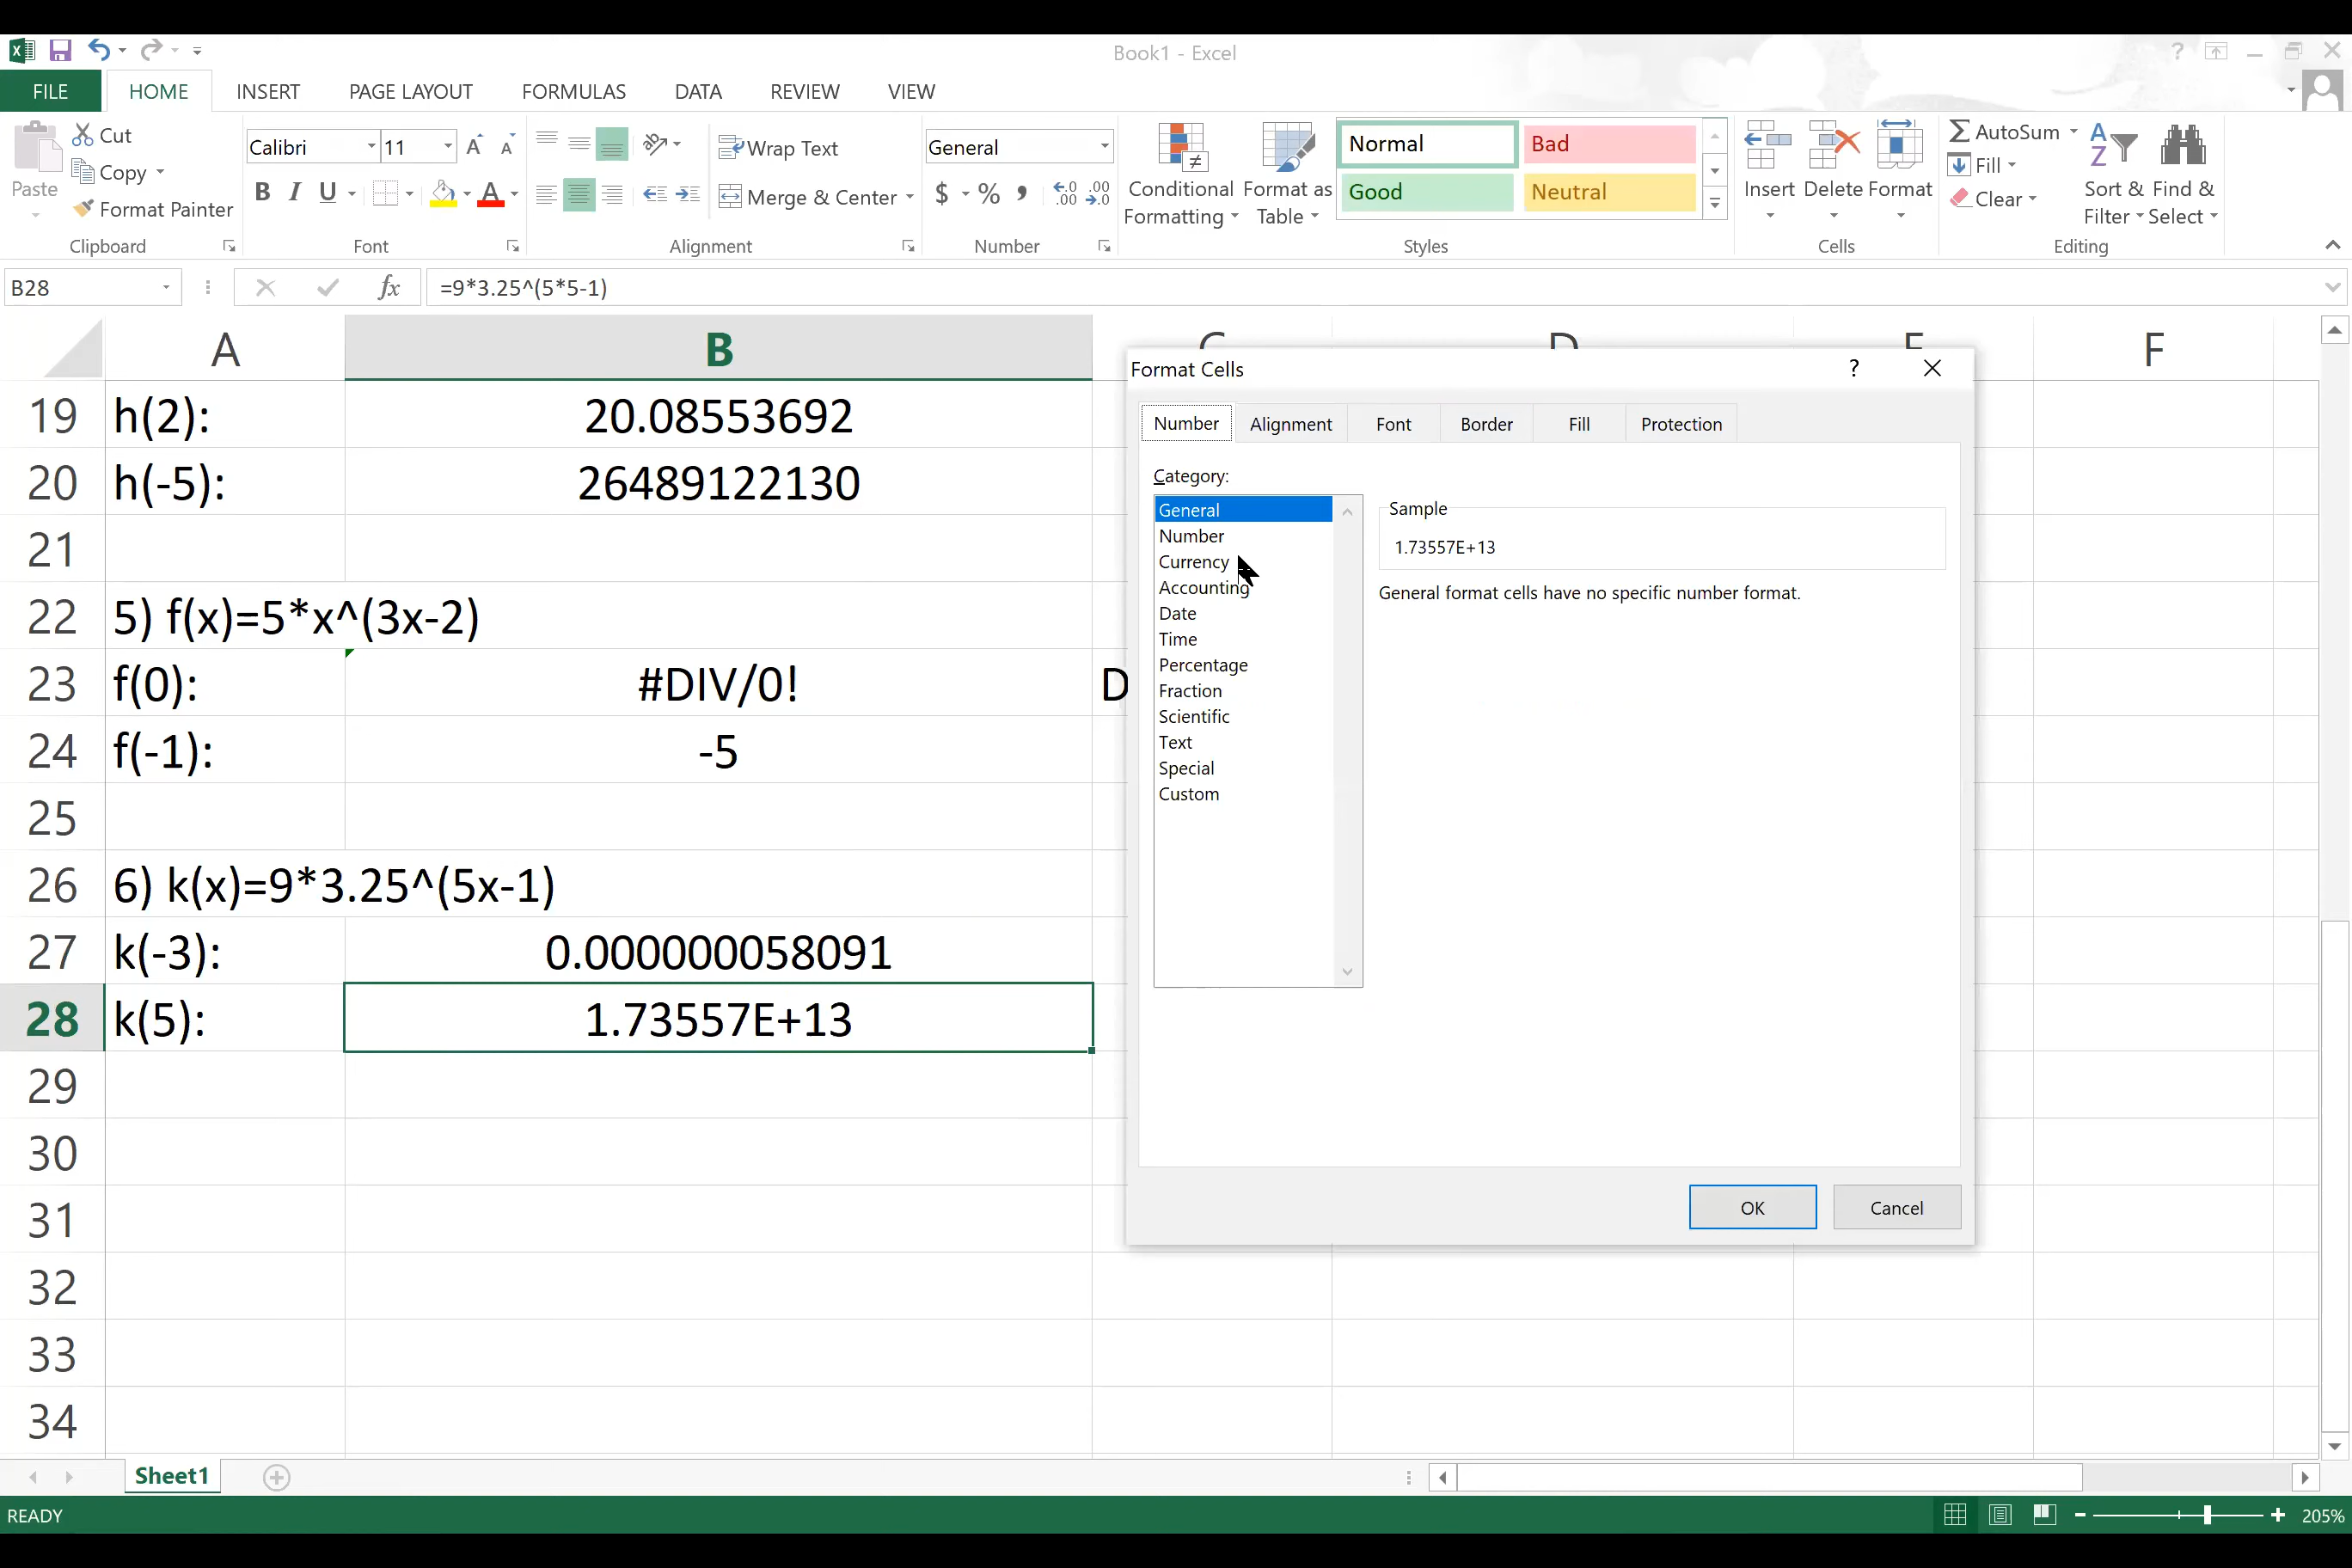 Book1 - Excel
FILE HOME INSERT PAGE LAYOUT FORMULAS DATA REVIEW VIEW
Paste
Cut
Copy
Format Painter
Clipboard
Calibri 11
B I U
Font
Wrap Text
Merge & Center
Alignment
General
$ % ,
Number
Conditional Formatting
Format as Table
Normal Bad
Good Neutral
Styles
Insert Delete Format
Cells
AutoSum
Fill
Clear
Sort & Filter
Find & Select
Editing
B28 fx =9*3.25^(5*5-1)
A B F
19 h(2): 20.08553692
20 h(-5): 26489122130
21
22 5) f(x)=5*x^(3x-2)
23 f(0): #DIV/0! D
24 f(-1): -5
25
26 6) k(x)=9*3.25^(5x-1)
27 k(-3): 0.000000058091
28 k(5): 1.73557E+13
29
30
31
32
33
34
Format Cells ?
Number Alignment Font Border Fill Protection
Category:
General
Number
Currency
Accounting
Date
Time
Percentage
Fraction
Scientific
Text
Special
Custom
Sample
1.73557E+13
General format cells have no specific number format.
OK Cancel
Sheet1
READY 205%